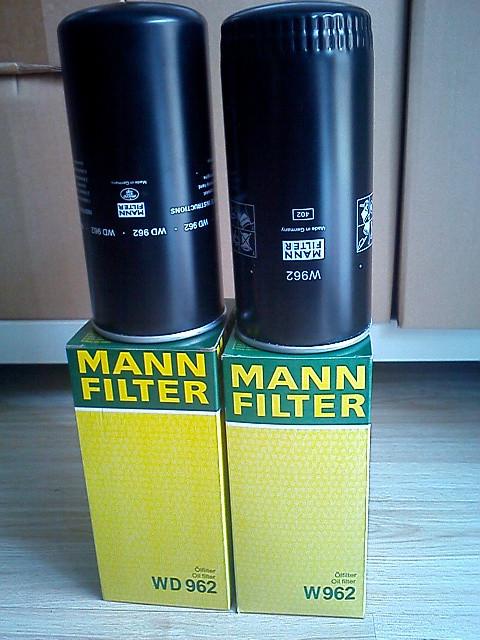 Made in Germany
MANN
FILTER
INSTRUCTIONS
WD 962 · WD 962 · WD 962
402
Made in Germany
MANN
FILTER
W962
MANN
FILTER
Ölfilter
Oil filter
WD 962
MANN
FILTER
Ölfilter
Oil filter
W 962